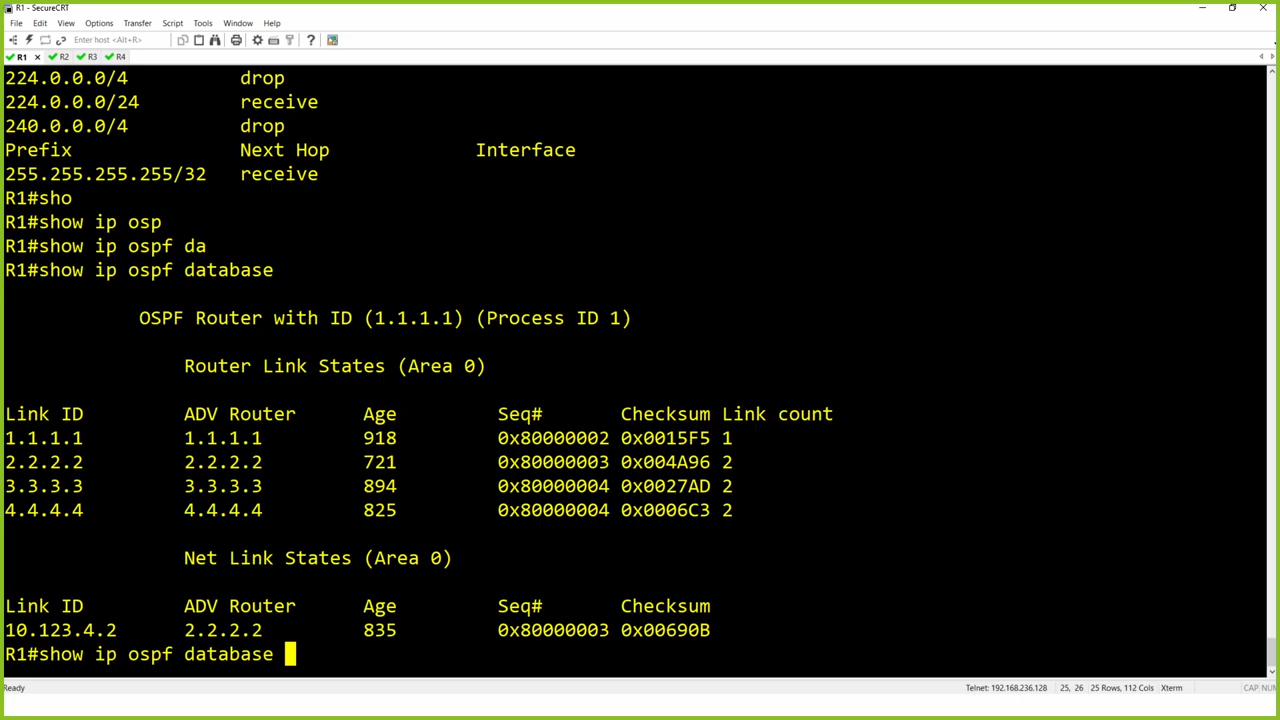 R1 - SecureCRT
File Edit View Options Transfer Script Tools Window Help
Enter host <Alt+R>
R1 R2 R3 R4
224.0.0.0/4 drop
224.0.0.0/24 receive
240.0.0.0/4 drop
Prefix Next Hop Interface
255.255.255.255/32 receive
R1#sho
R1#show ip osp
R1#show ip ospf da
R1#show ip ospf database
OSPF Router with ID (1.1.1.1) (Process ID 1)
Router Link States (Area 0)
Link ID ADV Router Age Seq# Checksum Link count
1.1.1.1 1.1.1.1 918 0x80000002 0x0015F5 1
2.2.2.2 2.2.2.2 721 0x80000003 0x004A96 2
3.3.3.3 3.3.3.3 894 0x80000004 0x0027AD 2
4.4.4.4 4.4.4.4 825 0x80000004 0x0006C3 2
Net Link States (Area 0)
Link ID ADV Router Age Seq# Checksum
10.123.4.2 2.2.2.2 835 0x80000003 0x00690B
R1#show ip ospf database
Ready Telnet: 192.168.236.128 25, 26 25 Rows, 112 Cols Xterm CAP NUM